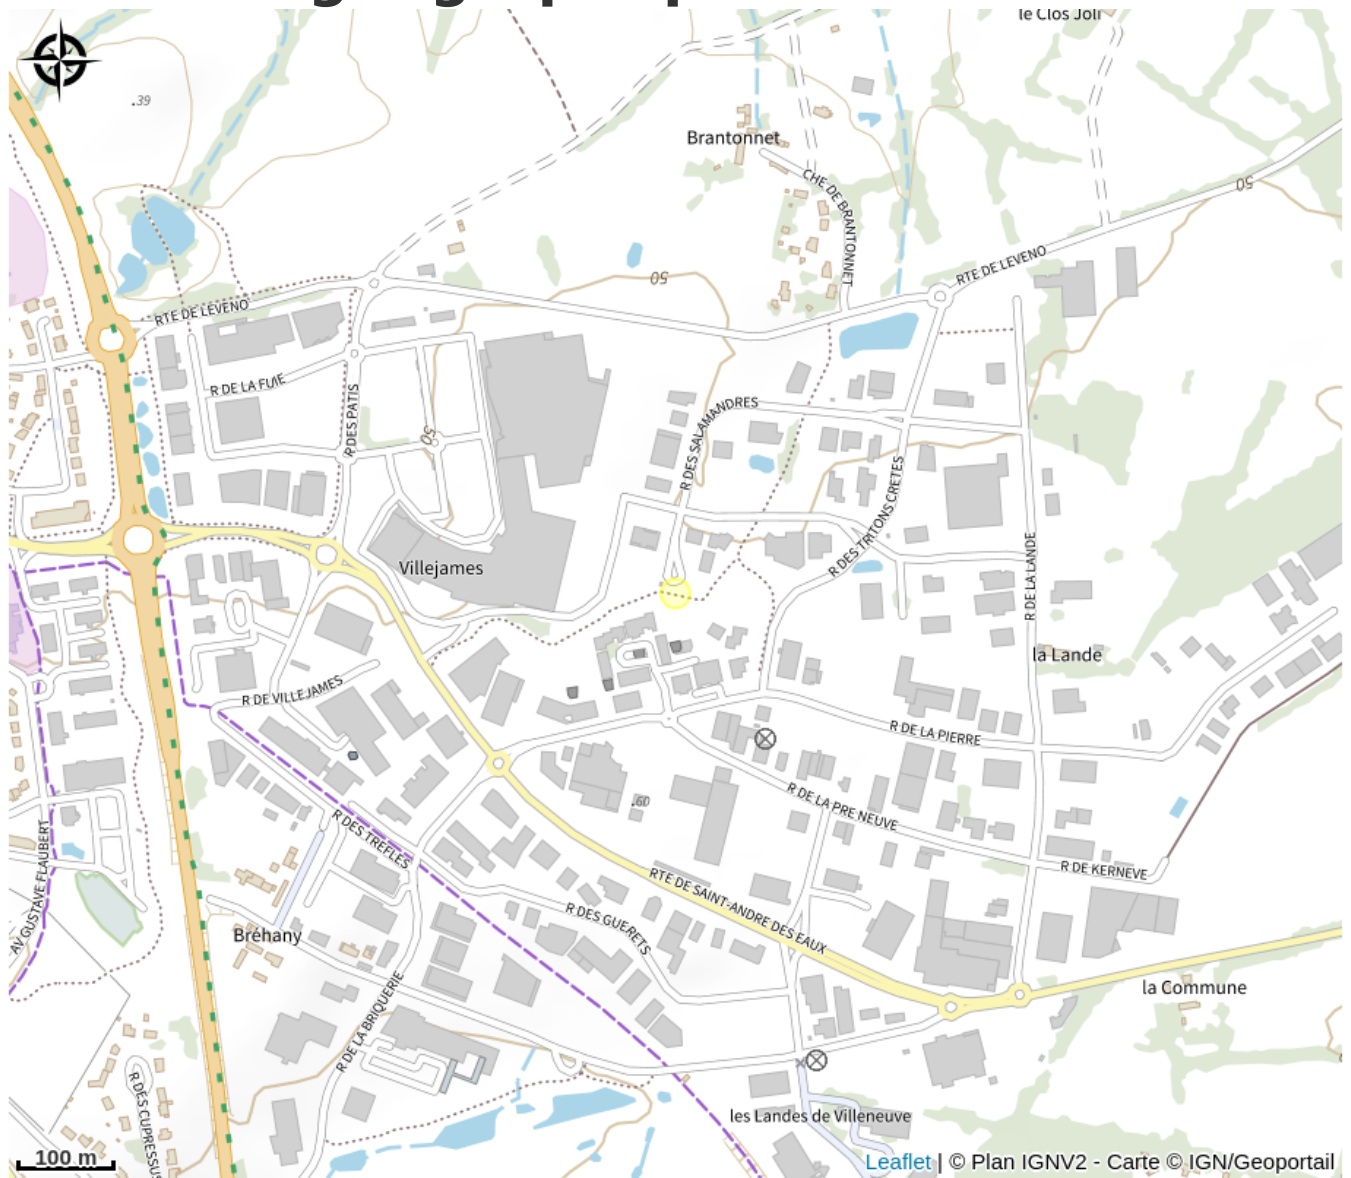 le Clos Joli
.39
Brantonnet
CHE DE BRANTONNET
50
RTE DE LEVENO
50
RTE DE LEVENO
R DE LA FUIE
R DES PATIS
50
R DES SALAMANDRES
R DES TRITONS CRETES
R DE LA LANDE
Villejames
la Lande
R DE VILLEJAMES
R DE LA PIERRE
.60
R DE LA PRE NEUVE
R DES TREFLES
AV GUSTAVE FLAUBERT
R DE KERNEVE
RTE DE SAINT-ANDRE DES EAUX
R DES GUERETS
Bréhany
la Commune
R DE LA BRIQUERIE
R DES CUPRESSUS
les Landes de Villeneuve
100 m
Leaflet | © Plan IGNV2 - Carte © IGN/Geoportail